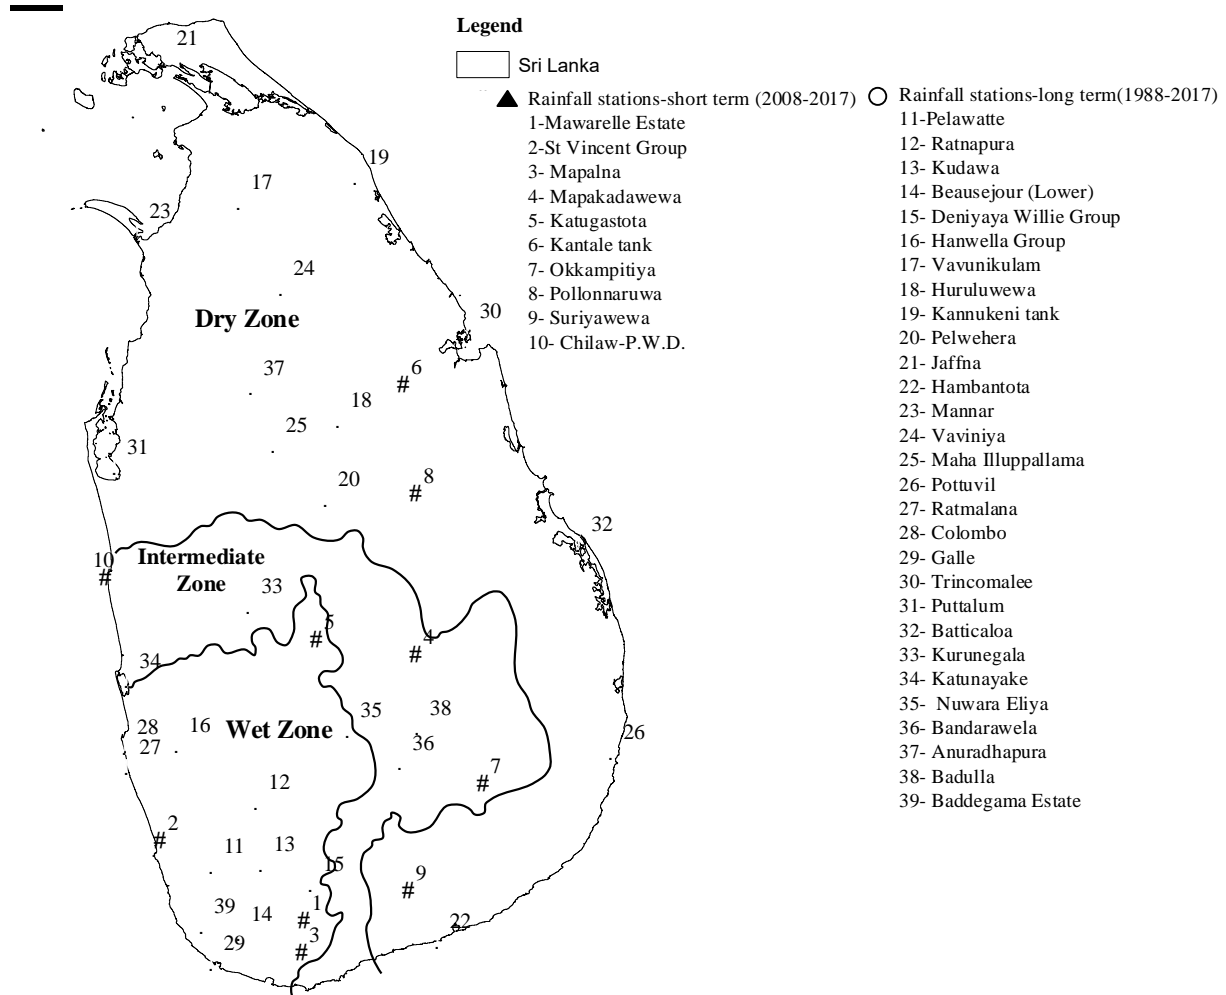 Legend
Sri Lanka
Rainfall stations-short term (2008-2017)
1-Mawarelle Estate
2-St Vincent Group
3- Mapalna
4- Mapakadawewa
5- Katugastota
6- Kantale tank
7- Okkampitiya
8- Pollonnaruwa
9- Suriyawewa
10- Chilaw-P.W.D.
Rainfall stations-long term(1988-2017)
11-Pelawatte
12- Ratnapura
13- Kudawa
14- Beausejour (Lower)
15- Deniyaya Willie Group
16- Hanwella Group
17- Vavunikulam
18- Huruluwewa
19- Kannukeni tank
20- Pelwehera
21- Jaffna
22- Hambantota
23- Mannar
24- Vaviniya
25- Maha Illuppallama
26- Pottuvil
27- Ratmalana
28- Colombo
29- Galle
30- Trincomalee
31- Puttalum
32- Batticaloa
33- Kurunegala
34- Katunayake
35- Nuwara Eliya
36- Bandarawela
37- Anuradhapura
38- Badulla
39- Baddegama Estate
21
19
17
23
24
30
Dry Zone
37
# 6
18
25
31
20
# 8
32
10
#
Intermediate
Zone
33
# 5
# 4
34
35
38
28
16
Wet Zone
26
27
36
12
# 7
# 2
11
13
15
# 9
39
14
# 1
22
29
# 3